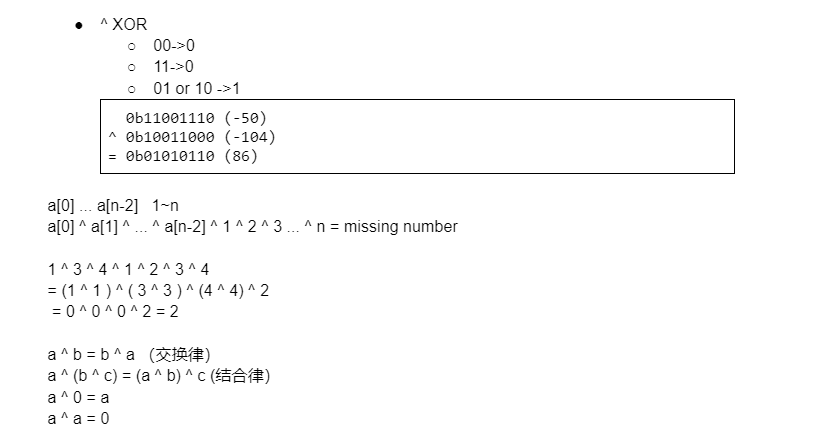 ● ^ XOR
○ 00->0
○ 11->0
○ 01 or 10 ->1
0b11001110 (-50)
^ 0b10011000 (-104)
= 0b01010110 (86)
a[0] ... a[n-2] 1~n
a[0] ^ a[1] ^ ... ^ a[n-2] ^ 1 ^ 2 ^ 3 ... ^ n = missing number
1 ^ 3 ^ 4 ^ 1 ^ 2 ^ 3 ^ 4
= (1 ^ 1 ) ^ ( 3 ^ 3 ) ^ (4 ^ 4) ^ 2
= 0 ^ 0 ^ 0 ^ 2 = 2
a ^ b = b ^ a （交换律)
a ^ (b ^ c) = (a ^ b) ^ c (结合律)
a ^ 0 = a
a ^ a = 0